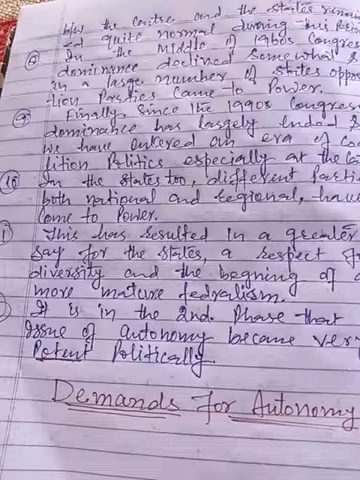 b/w the Centre and the states remain
ed quite normal during this
⑧ In the Middle of 1960s Congress
dominance declined somewhat &
in a large number of states oppo
tion Parties came to Power.
⑨ Finally, since the 1990s Congress
dominance has largely ended &
we have entered an era of coa
lition Politics especially at the
⑩ In the states too, different Parti
both national and regional, have
come to Power.
This has resulted in a greater
say for the states, a respect for
diversity and the begning of a
more mature fedralism.
It is in the 2nd. Phase that
issue of autonomy became very
Potent Politically.
Demands for Autonomy